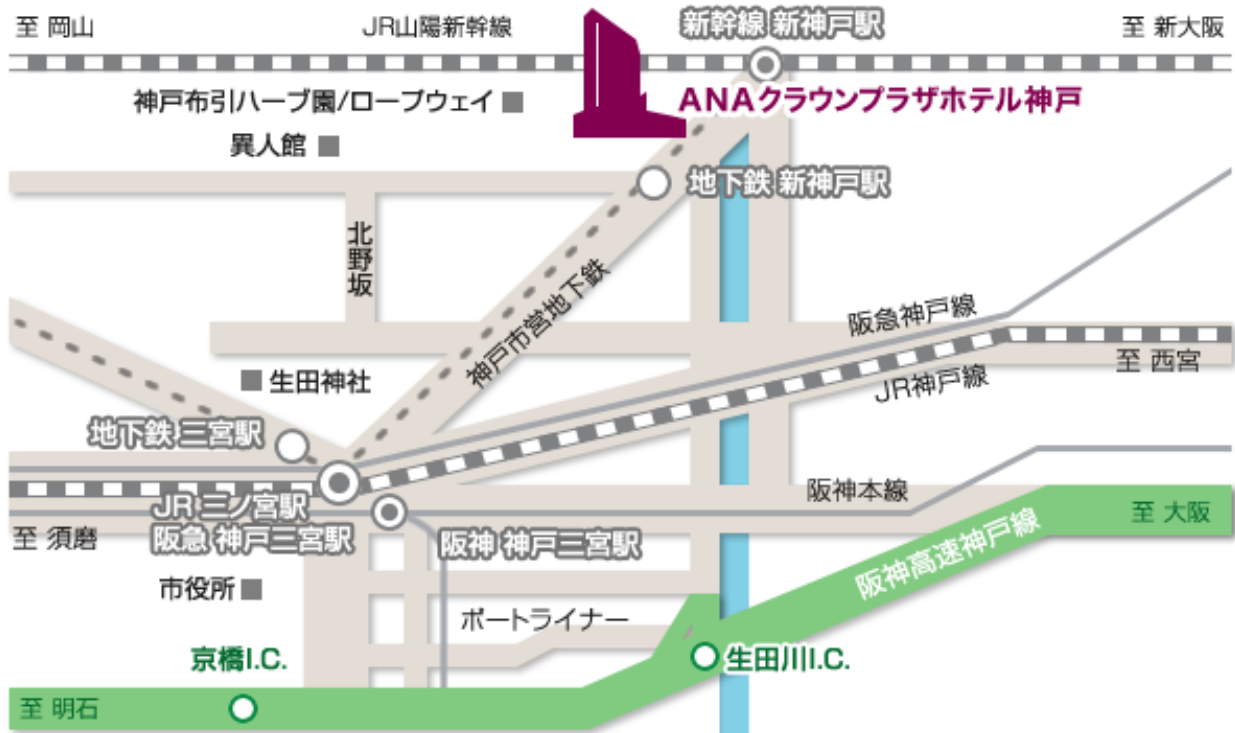 至 岡山
JR山陽新幹線
新幹線 新神戸駅
至 新大阪
神戸布引ハーブ園/ロープウェイ
ANAクラウンプラザホテル神戸
異人館
地下鉄 新神戸駅
北野坂
神戸市営地下鉄
阪急神戸線
至 西宮
JR神戸線
生田神社
地下鉄 三宮駅
JR 三ノ宮駅
阪急 神戸三宮駅
阪神 神戸三宮駅
阪神本線
至 大阪
至 須磨
阪神高速神戸線
市役所
ポートライナー
京橋I.C.
生田川I.C.
至 明石